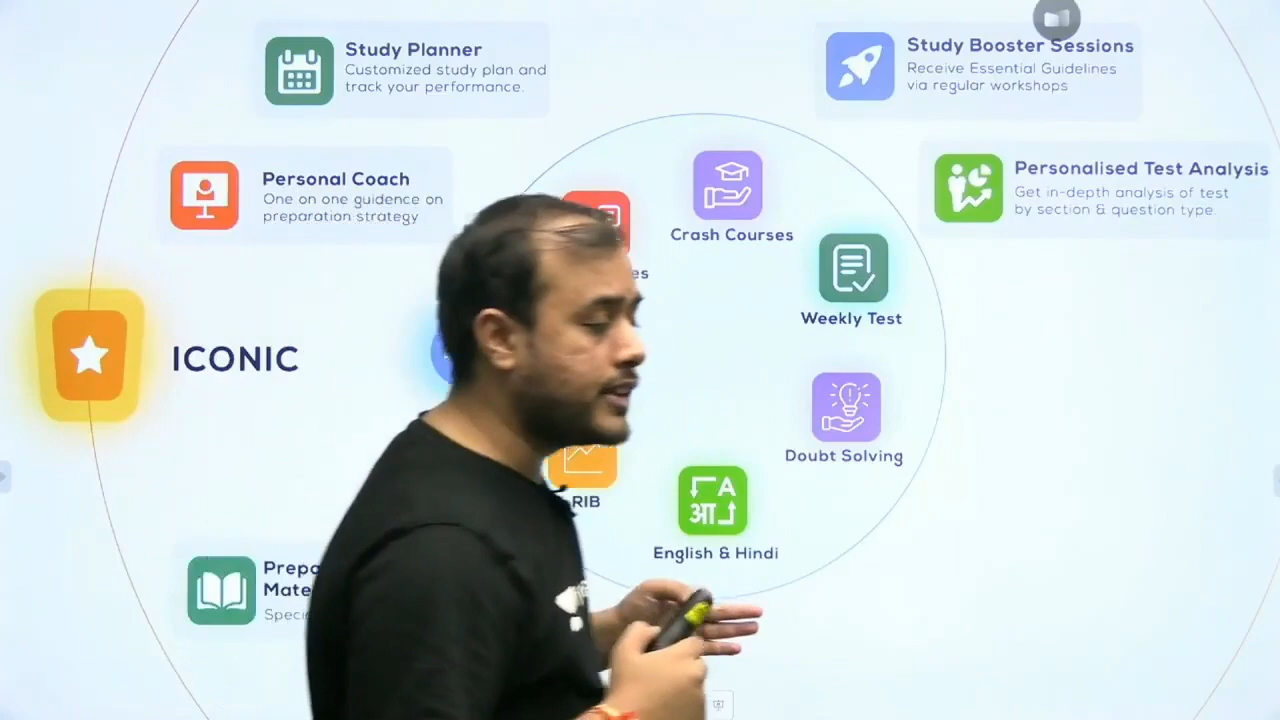 Study Planner
Customized study plan and
track your performance.
Study Booster Sessions
Receive Essential Guidelines
via regular workshops
Personal Coach
One on one guidence on
preparation strategy
Personalised Test Analysis
Get in-depth analysis of test
by section & question type.
Crash Courses
Weekly Test
ICONIC
Doubt Solving
RIB
A
आ
English & Hindi